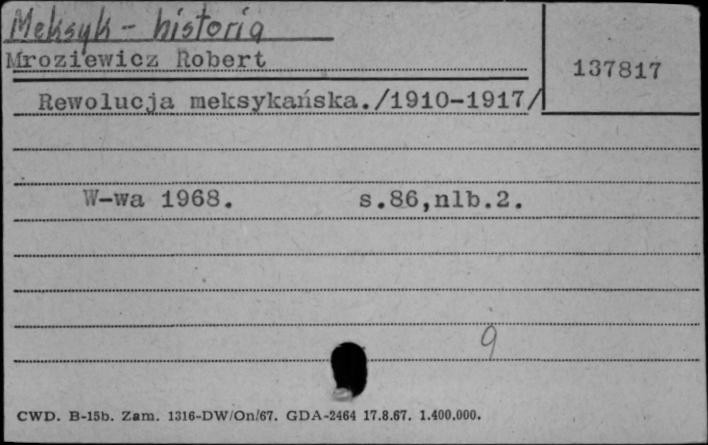 Meksyk - historia
Mroziewicz Robert
137817
Rewolucja meksykańska./1910-1917/
W-wa 1968. s.86,nlb.2.
9
CWD. B-15b. Zam. 1316-DW/On/67. GDA-2464 17.8.67. 1.400.000.